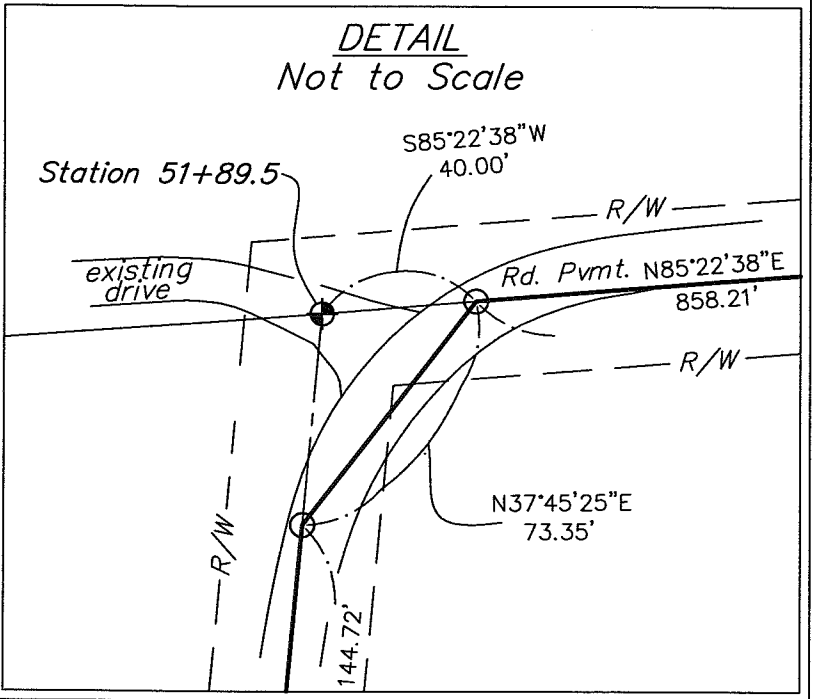 DETAIL
Not to Scale
S85°22'38"W
40.00'
Station 51+89.5
R/W
existing
drive
Rd. Pvmt.
N85°22'38"E
858.21'
R/W
N37°45'25"E
73.35'
R/W
144.72'